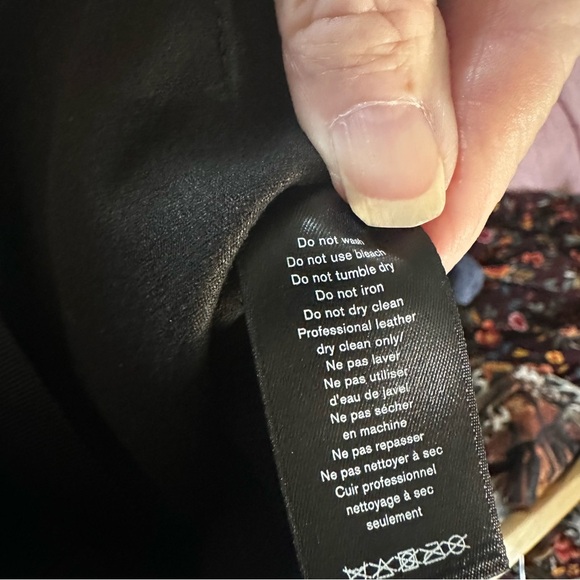 Do not wash
Do not use bleach
Do not tumble dry
Do not iron
Do not dry clean
Professional leather
dry clean only/
Ne pas laver
Ne pas utiliser
d'eau de javel
Ne pas sécher
en machine
Ne pas repasser
Ne pas nettoyer à sec
Cuir professionnel
nettoyage à sec
seulement